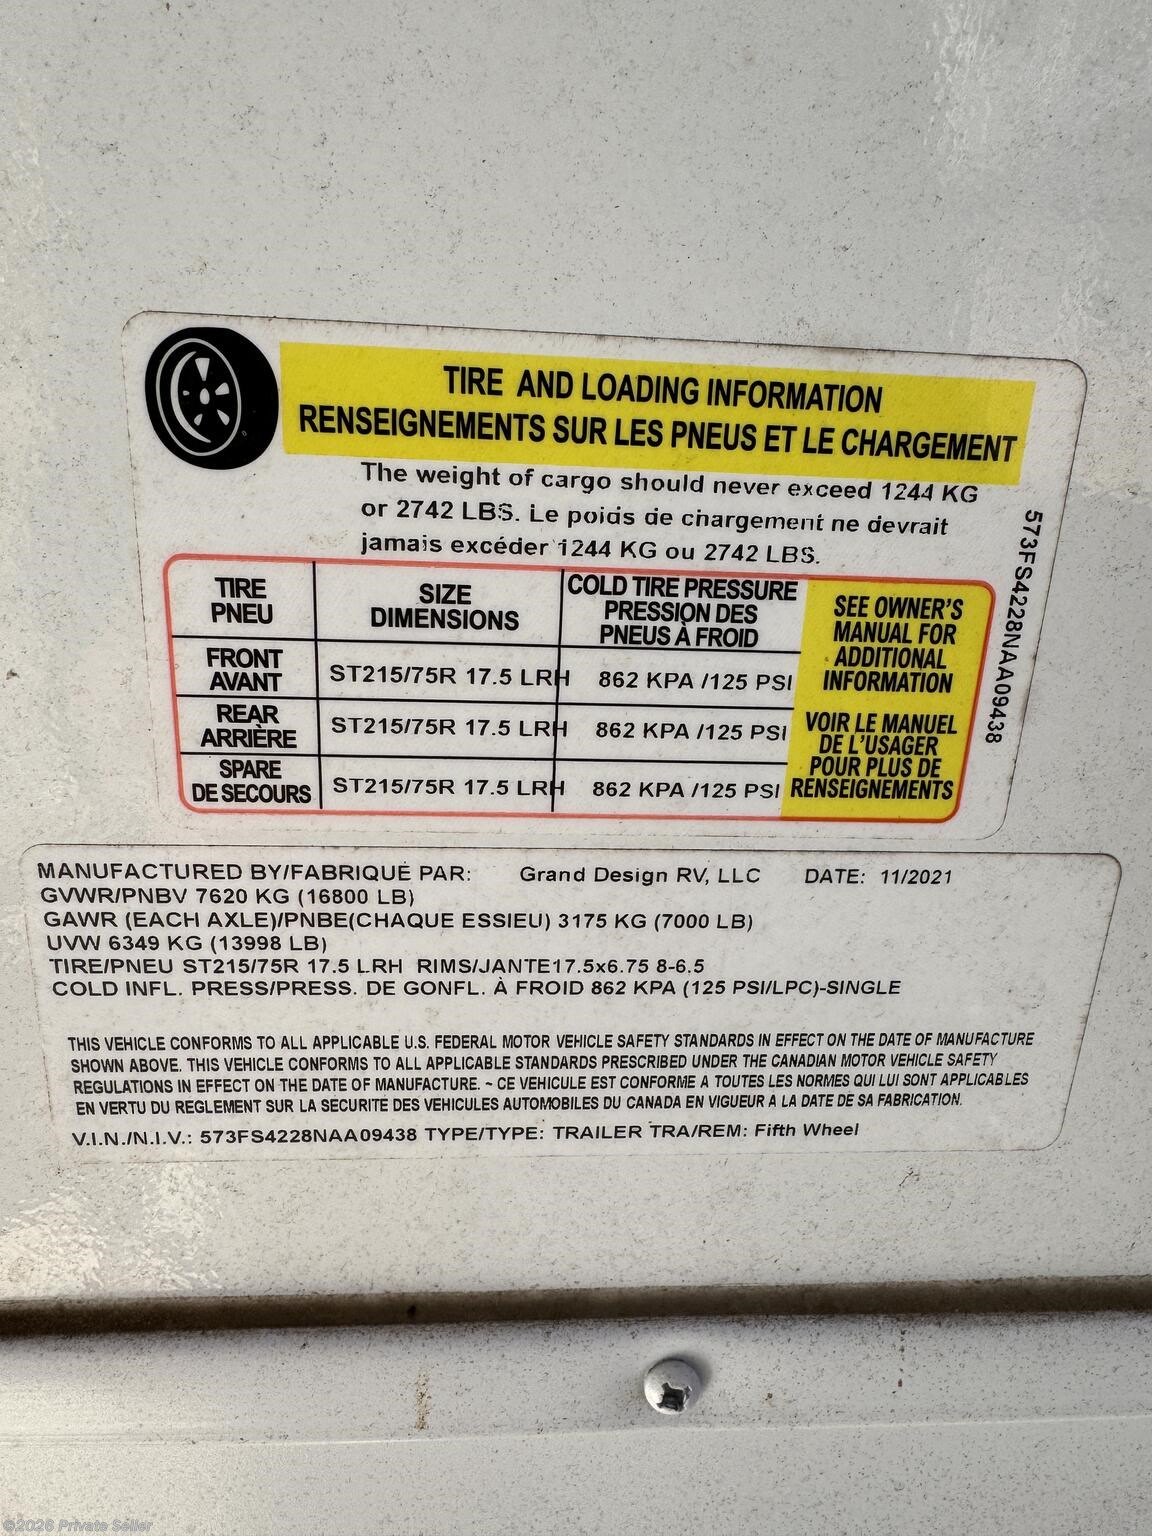 TIRE AND LOADING INFORMATION
RENSEIGNEMENTS SUR LES PNEUS ET LE CHARGEMENT
The weight of cargo should never exceed 1244 KG
or 2742 LBS. Le poids de chargement ne devrait
jamais excéder 1244 KG ou 2742 LBS.
573FS4228NAA09438
TIRE
PNEU
SIZE
DIMENSIONS
COLD TIRE PRESSURE
PRESSION DES
PNEUS À FROID
FRONT
AVANT
ST215/75R 17.5 LRH
862 KPA /125 PSI
REAR
ARRIÈRE
ST215/75R 17.5 LRH
862 KPA /125 PSI
SPARE
DE SECOURS
ST215/75R 17.5 LRH
862 KPA /125 PSI
SEE OWNER'S
MANUAL FOR
ADDITIONAL
INFORMATION
VOIR LE MANUEL
DE L'USAGER
POUR PLUS DE
RENSEIGNEMENTS
MANUFACTURED BY/FABRIQUÉ PAR: Grand Design RV, LLC DATE: 11/2021
GVWR/PNBV 7620 KG (16800 LB)
GAWR (EACH AXLE)/PNBE(CHAQUE ESSIEU) 3175 KG (7000 LB)
UVW 6349 KG (13998 LB)
TIRE/PNEU ST215/75R 17.5 LRH RIMS/JANTE17.5x6.75 8-6.5
COLD INFL. PRESS/PRESS. DE GONFL. À FROID 862 KPA (125 PSI/LPC)-SINGLE
THIS VEHICLE CONFORMS TO ALL APPLICABLE U.S. FEDERAL MOTOR VEHICLE SAFETY STANDARDS IN EFFECT ON THE DATE OF MANUFACTURE
SHOWN ABOVE. THIS VEHICLE CONFORMS TO ALL APPLICABLE STANDARDS PRESCRIBED UNDER THE CANADIAN MOTOR VEHICLE SAFETY
REGULATIONS IN EFFECT ON THE DATE OF MANUFACTURE. ~ CE VEHICULE EST CONFORME A TOUTES LES NORMES QUI LUI SONT APPLICABLES
EN VERTU DU REGLEMENT SUR LA SECURITE DES VEHICULES AUTOMOBILES DU CANADA EN VIGUEUR A LA DATE DE SA FABRICATION.
V.I.N./N.I.V.: 573FS4228NAA09438 TYPE/TYPE: TRAILER TRA/REM: Fifth Wheel
©2026 Private Seller